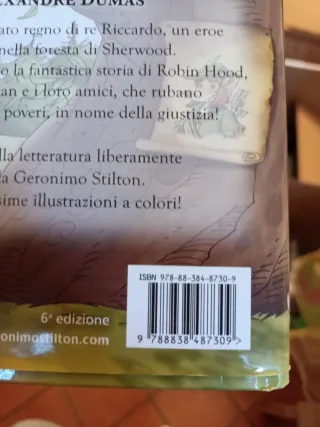 EXANDRE DUMAS
ato regno di re Riccardo, un eroe
nella foresta di Sherwood.
o la fantastica storia di Robin Hood,
an e i loro amici, che rubano
poveri, in nome della giustizia!
lla letteratura liberamente
a Geronimo Stilton.
sime illustrazioni a colori!
ISBN 978-88-384-8730-9
9 788838 487309>
6ª edizione
onimostilton.com